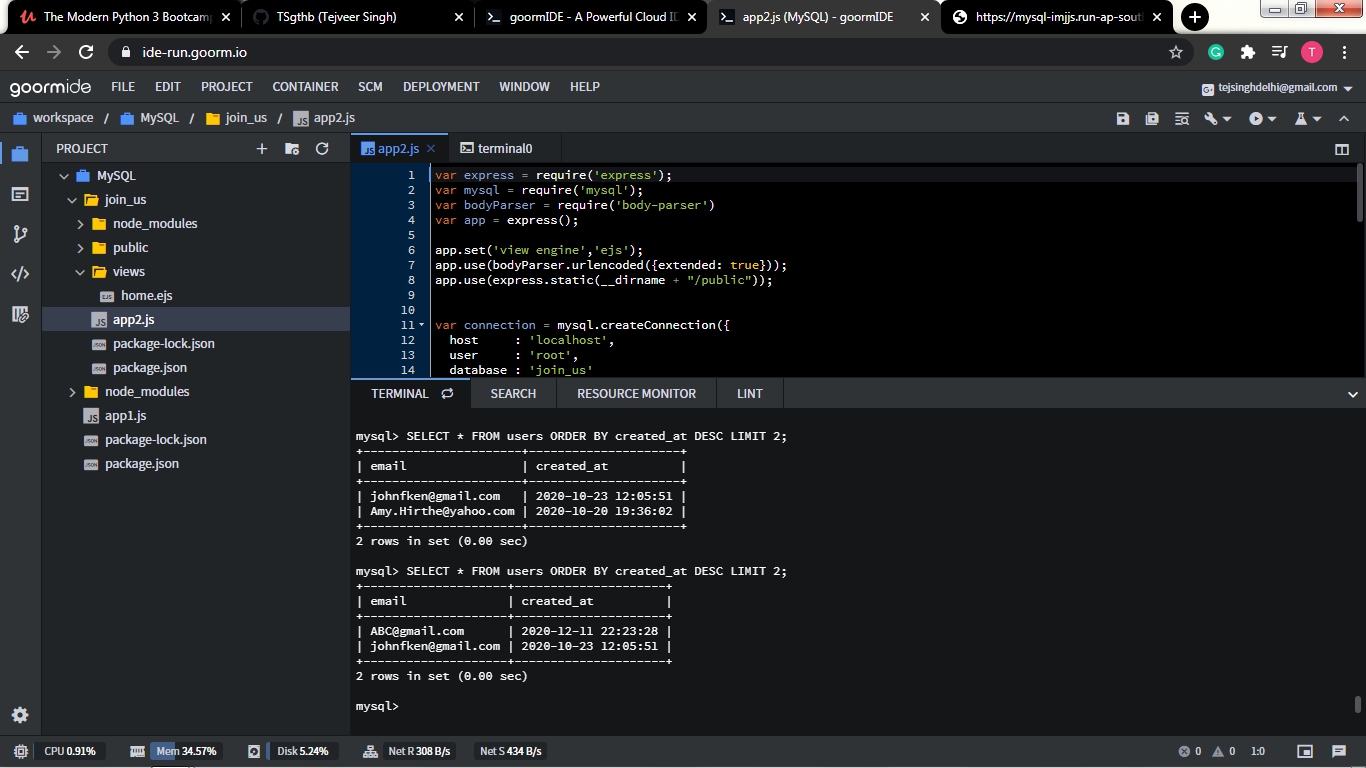 The Modern Python 3 Bootcam
TSgthb (Tejveer Singh)
goormIDE - A Powerful Cloud ID
app2.js (MySQL) - goormIDE
https://mysql-imjjs.run-ap-sout
ide-run.goorm.io
T
goormide FILE EDIT PROJECT CONTAINER SCM DEPLOYMENT WINDOW HELP
G+ tejsinghdelhi@gmail.com
workspace / MySQL / join_us / JS app2.js
PROJECT
MySQL
join_us
node_modules
public
views
EJS home.ejs
JS app2.js
package-lock.json
package.json
node_modules
JS app1.js
package-lock.json
package.json
JS app2.js
terminal0
1 var express = require('express');
2 var mysql = require('mysql');
3 var bodyParser = require('body-parser')
4 var app = express();
5
6 app.set('view engine','ejs');
7 app.use(bodyParser.urlencoded({extended: true}));
8 app.use(express.static(__dirname + "/public"));
9
10
11 var connection = mysql.createConnection({
12 host : 'localhost',
13 user : 'root',
14 database : 'join_us'
TERMINAL SEARCH RESOURCE MONITOR LINT
mysql> SELECT * FROM users ORDER BY created_at DESC LIMIT 2;
+----------------------+---------------------+
| email | created_at |
+----------------------+---------------------+
| johnfken@gmail.com | 2020-10-23 12:05:51 |
| Amy.Hirthe@yahoo.com | 2020-10-20 19:36:02 |
+----------------------+---------------------+
2 rows in set (0.00 sec)
mysql> SELECT * FROM users ORDER BY created_at DESC LIMIT 2;
+--------------------+---------------------+
| email | created_at |
+--------------------+---------------------+
| ABC@gmail.com | 2020-12-11 22:23:28 |
| johnfken@gmail.com | 2020-10-23 12:05:51 |
+--------------------+---------------------+
2 rows in set (0.00 sec)
mysql>
CPU 0.91% Mem 34.57% Disk 5.24% Net R 308 B/s Net S 434 B/s 0 0 1:0